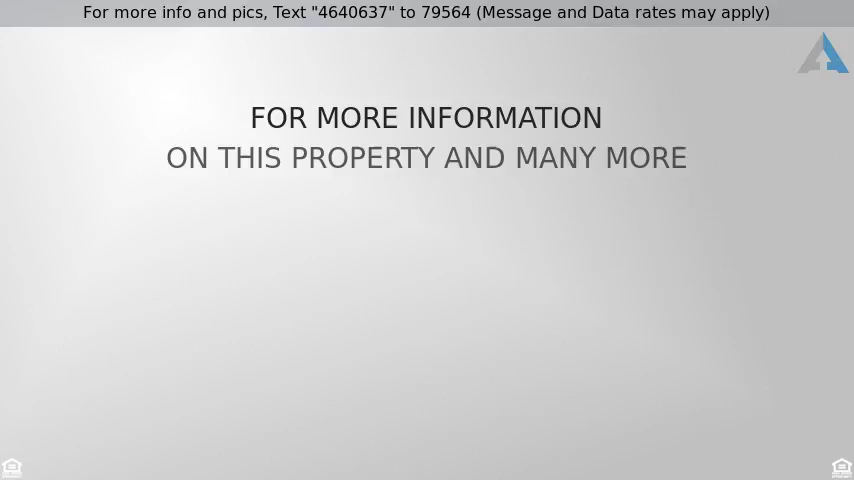 For more info and pics, Text "4640637" to 79564 (Message and Data rates may apply)
FOR MORE INFORMATION
ON THIS PROPERTY AND MANY MORE